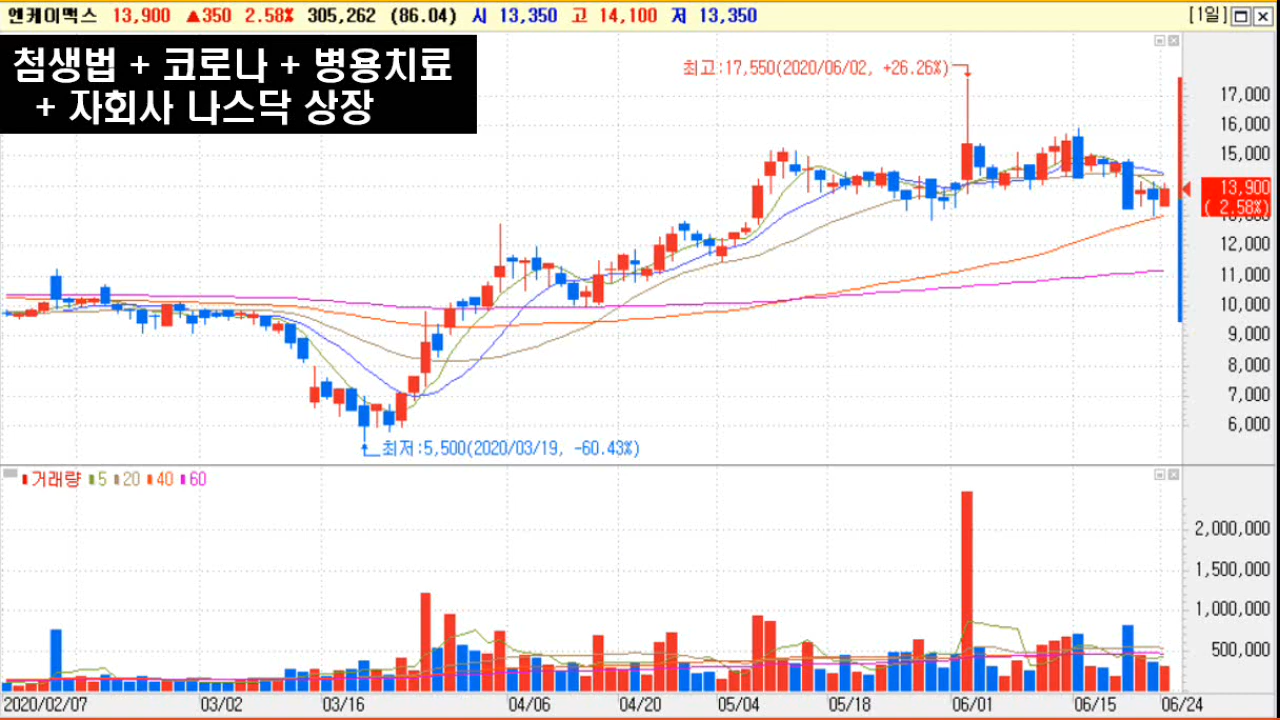 엔케이맥스 13,900 ▲350 2.58% 305,262 (86.04) 시 13,350 고 14,100 저 13,350 [1일]
첨생법 + 코로나 + 병용치료
+ 자회사 나스닥 상장
최고:17,550(2020/06/02, +26.26%)
17,000
16,000
15,000
13,900
( 2.58%)
13,000
12,000
11,000
10,000
9,000
8,000
7,000
6,000
최저:5,500(2020/03/19, -60.43%)
거래량 5 20 40 60
2,000,000
1,500,000
1,000,000
500,000
2020/02/07 03/02 03/16 04/06 04/20 05/04 05/18 06/01 06/15 06/24